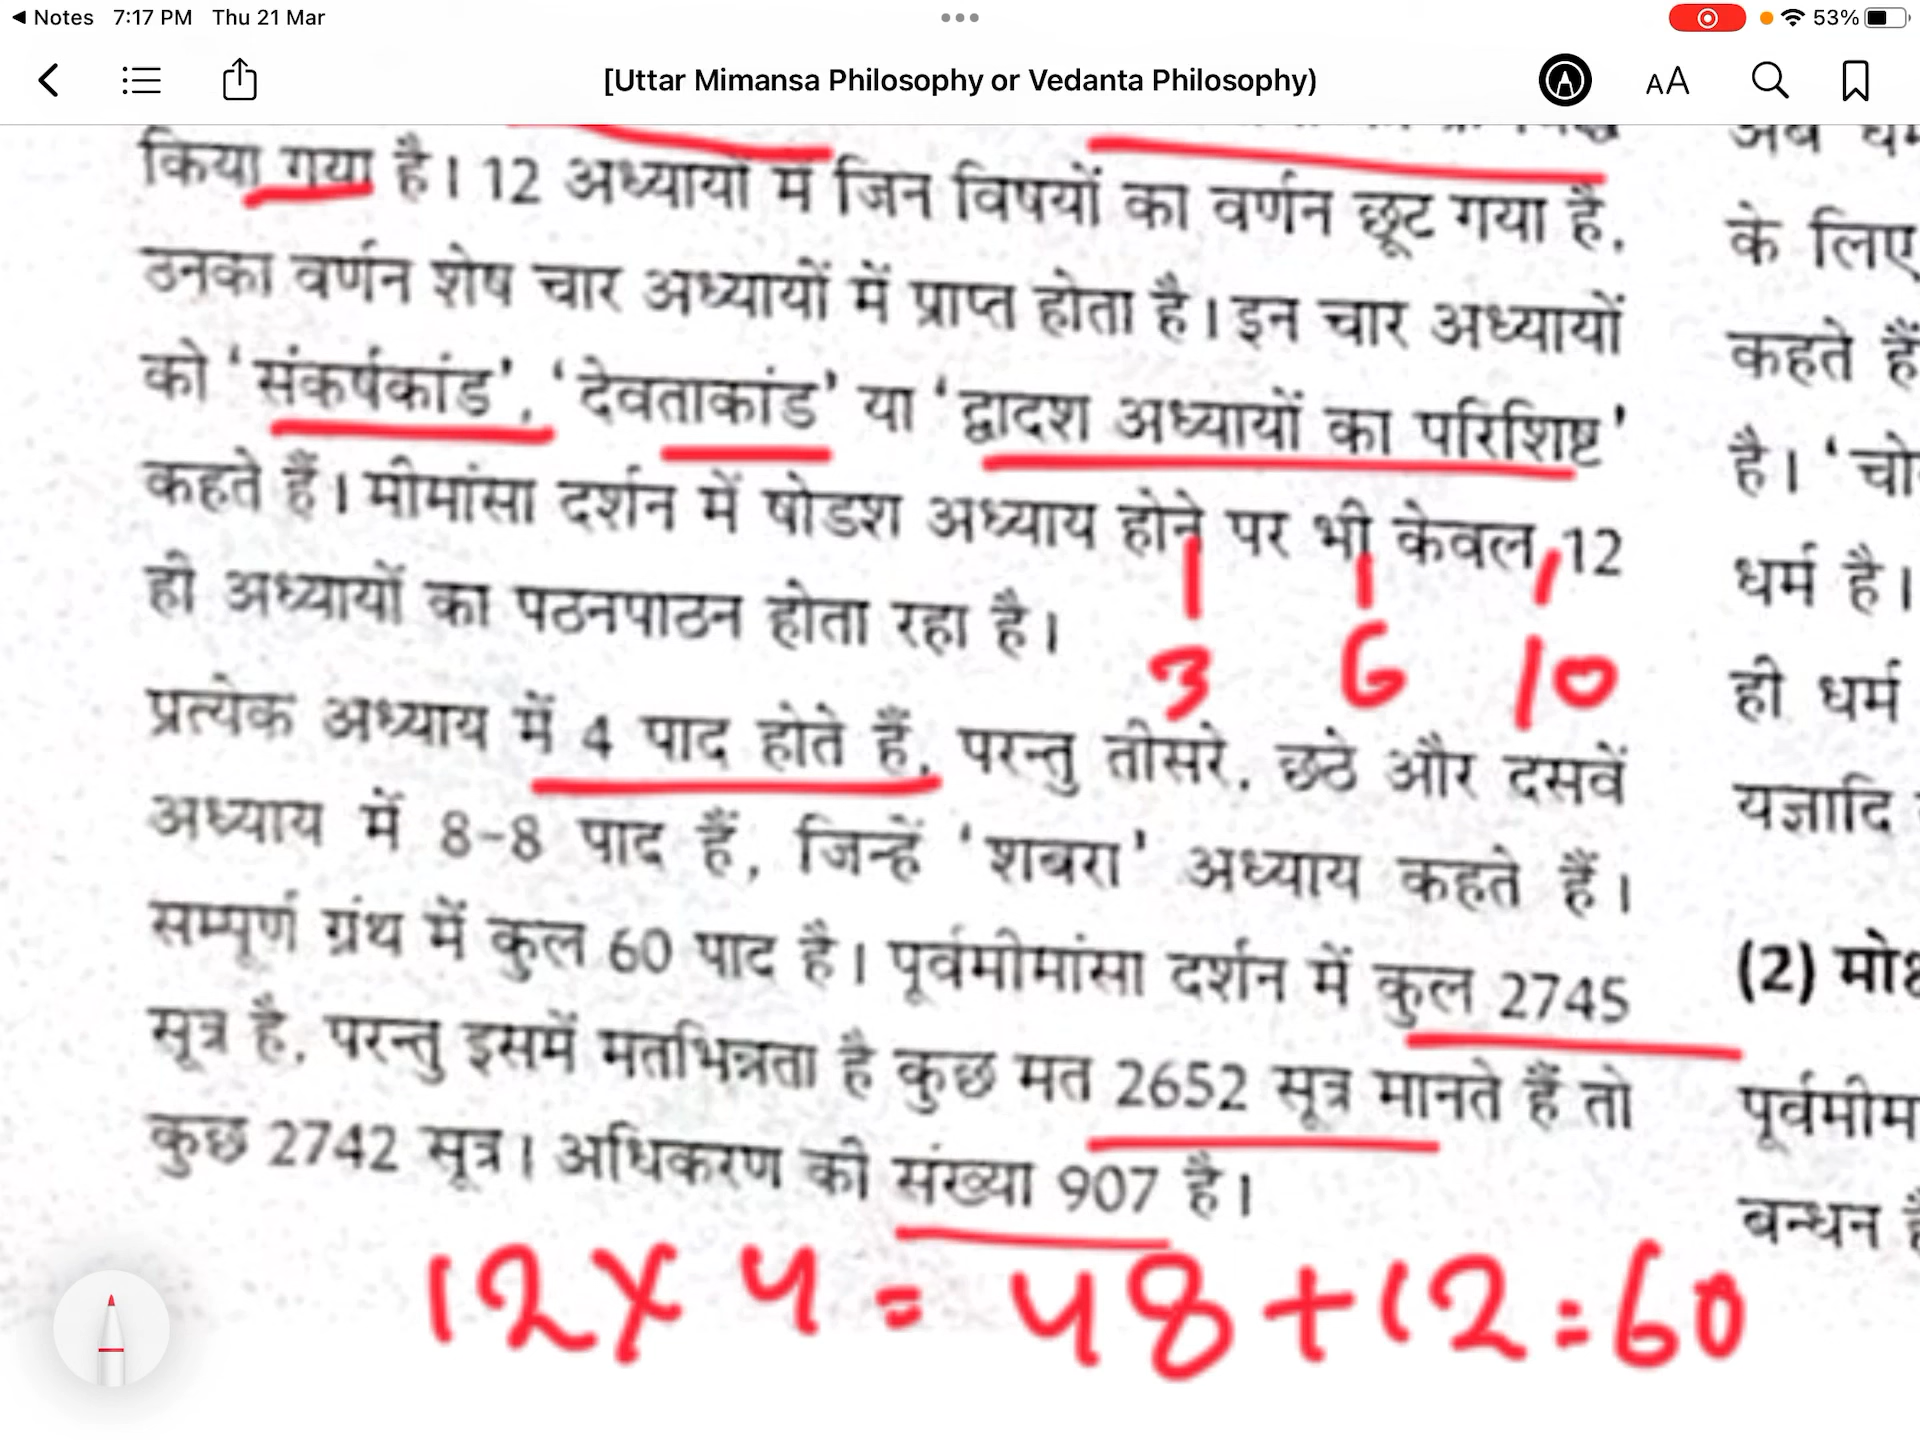 Notes 7:17 PM Thu 21 Mar
53%
[Uttar Mimansa Philosophy or Vedanta Philosophy)
AA
किया गया है। 12 अध्यायों में जिन विषयों का वर्णन छूट गया है,
उनका वर्णन शेष चार अध्यायों में प्राप्त होता है। इन चार अध्यायों
को 'संकर्षकांड', 'देवताकांड' या 'द्वादश अध्यायों का परिशिष्ट'
कहते हैं। मीमांसा दर्शन में षोडश अध्याय होने पर भी केवल 12
ही अध्यायों का पठनपाठन होता रहा है।
3 6 10
प्रत्येक अध्याय में 4 पाद होते हैं, परन्तु तीसरे, छठे और दसवें
अध्याय में 8-8 पाद हैं, जिन्हें 'शबरा' अध्याय कहते हैं।
सम्पूर्ण ग्रंथ में कुल 60 पाद है। पूर्वमीमांसा दर्शन में कुल 2745
सूत्र है, परन्तु इसमें मतभिन्नता है कुछ मत 2652 सूत्र मानते हैं तो
कुछ 2742 सूत्र। अधिकरण की संख्या 907 है।
12 x 4 = 48 + 12 = 60
के लिए
कहते हैं
है। 'चो
धर्म है।
ही धर्म
यज्ञादि
(2) मोक्ष
पूर्वमीम
बन्धन है